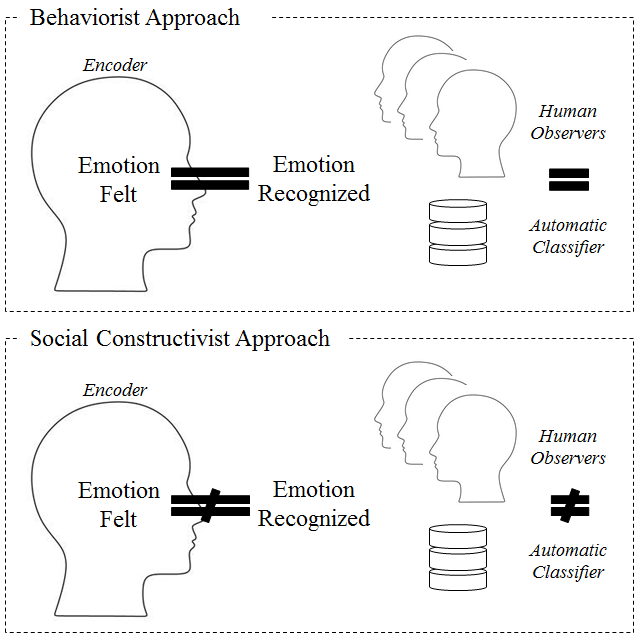 Behaviorist Approach
Encoder
Emotion
Felt
Emotion
Recognized
Human
Observers
Automatic
Classifier
Social Constructivist Approach
Encoder
Emotion
Felt
Emotion
Recognized
Human
Observers
Automatic
Classifier